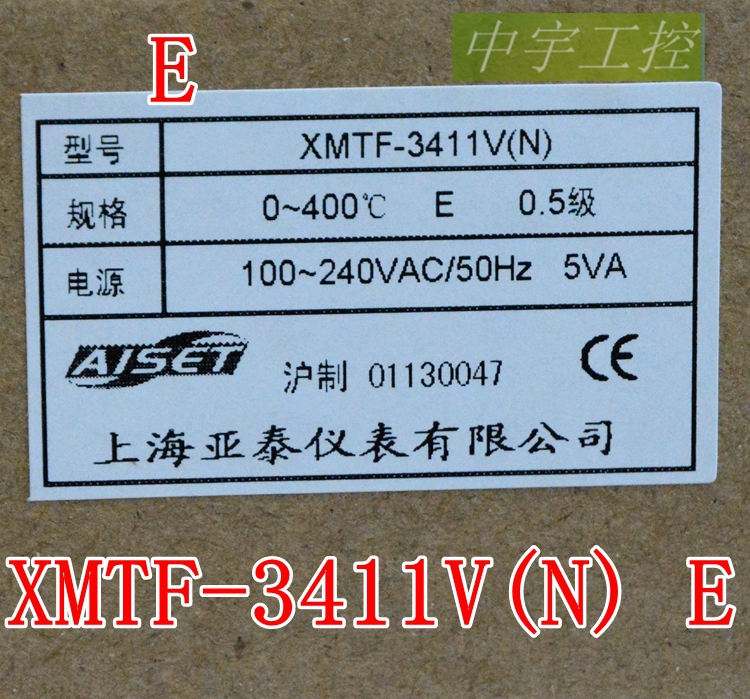 中宇工控
E
型号 XMTF-3411V(N)
规格 0~400℃ E 0.5级
电源 100~240VAC/50Hz 5VA
AISET 沪制 01130047 CE
上海亚泰仪表有限公司
XMTF-3411V(N) E